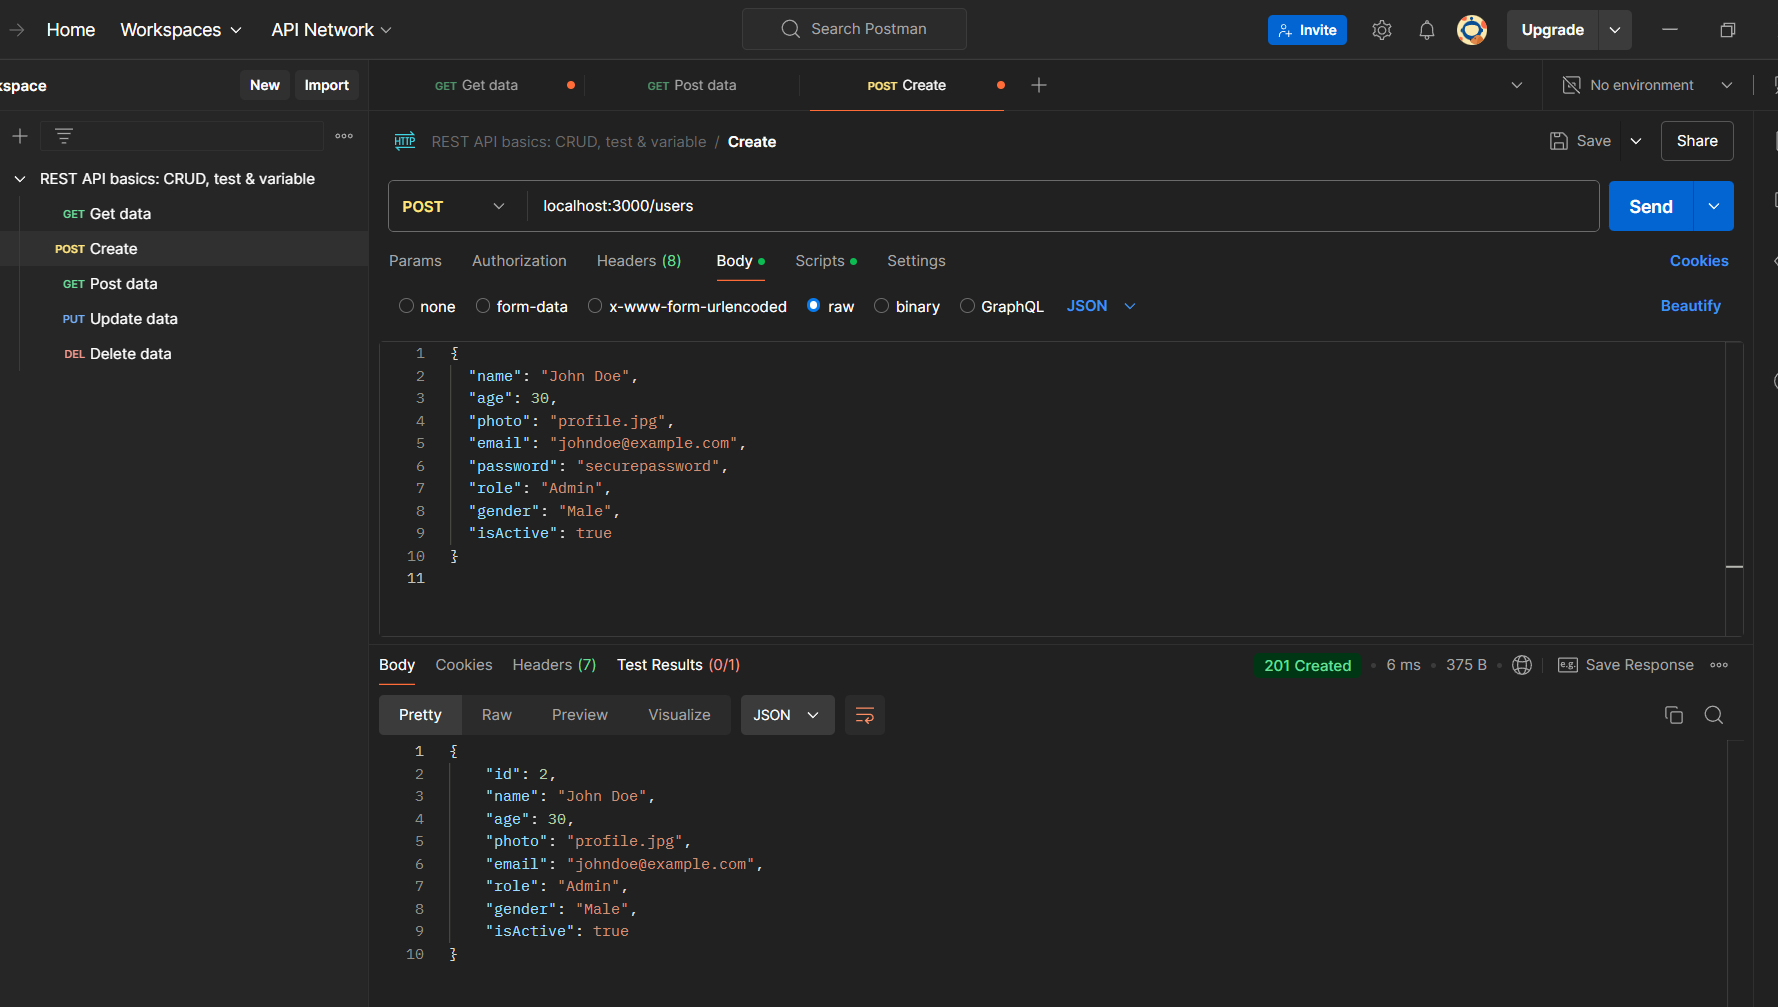 Home Workspaces API Network Search Postman Invite Upgrade
kspace New Import GET Get data GET Post data POST Create No environment
HTTP REST API basics: CRUD, test & variable / Create Save Share
REST API basics: CRUD, test & variable
GET Get data
POST Create
GET Post data
PUT Update data
DEL Delete data
POST localhost:3000/users Send
Params Authorization Headers (8) Body Scripts Settings Cookies
none form-data x-www-form-urlencoded raw binary GraphQL JSON Beautify
1 {
2 "name": "John Doe",
3 "age": 30,
4 "photo": "profile.jpg",
5 "email": "johndoe@example.com",
6 "password": "securepassword",
7 "role": "Admin",
8 "gender": "Male",
9 "isActive": true
10 }
11
Body Cookies Headers (7) Test Results (0/1) 201 Created 6 ms 375 B e.g. Save Response
Pretty Raw Preview Visualize JSON
1 {
2 "id": 2,
3 "name": "John Doe",
4 "age": 30,
5 "photo": "profile.jpg",
6 "email": "johndoe@example.com",
7 "role": "Admin",
8 "gender": "Male",
9 "isActive": true
10 }